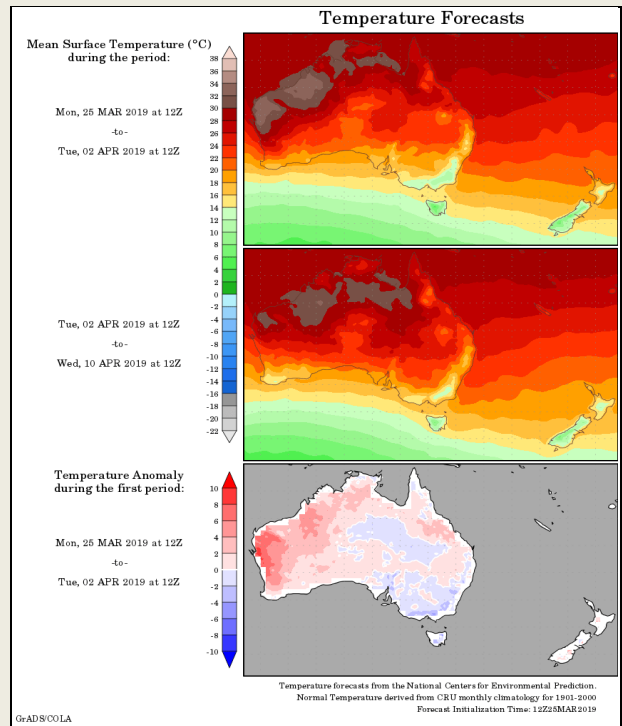 Temperature Forecasts
Mean Surface Temperature (°C)
during the period:
Mon, 25 MAR 2019 at 12Z
-to-
Tue, 02 APR 2019 at 12Z
38
36
34
32
30
28
26
24
22
20
18
16
14
12
10
8
6
4
2
0
-2
-4
-6
-8
-10
-12
-14
-16
-18
-20
-22
Tue, 02 APR 2019 at 12Z
-to-
Wed, 10 APR 2019 at 12Z
Temperature Anomaly
during the first period:
Mon, 25 MAR 2019 at 12Z
-to-
Tue, 02 APR 2019 at 12Z
10
8
6
4
2
0
-2
-4
-6
-8
-10
Temperature forecasts from the National Centers for Environmental Prediction.
Normal Temperature derived from CRU monthly climatology for 1901-2000
Forecast Initialization Time: 12Z25MAR2019
GrADS/COLA